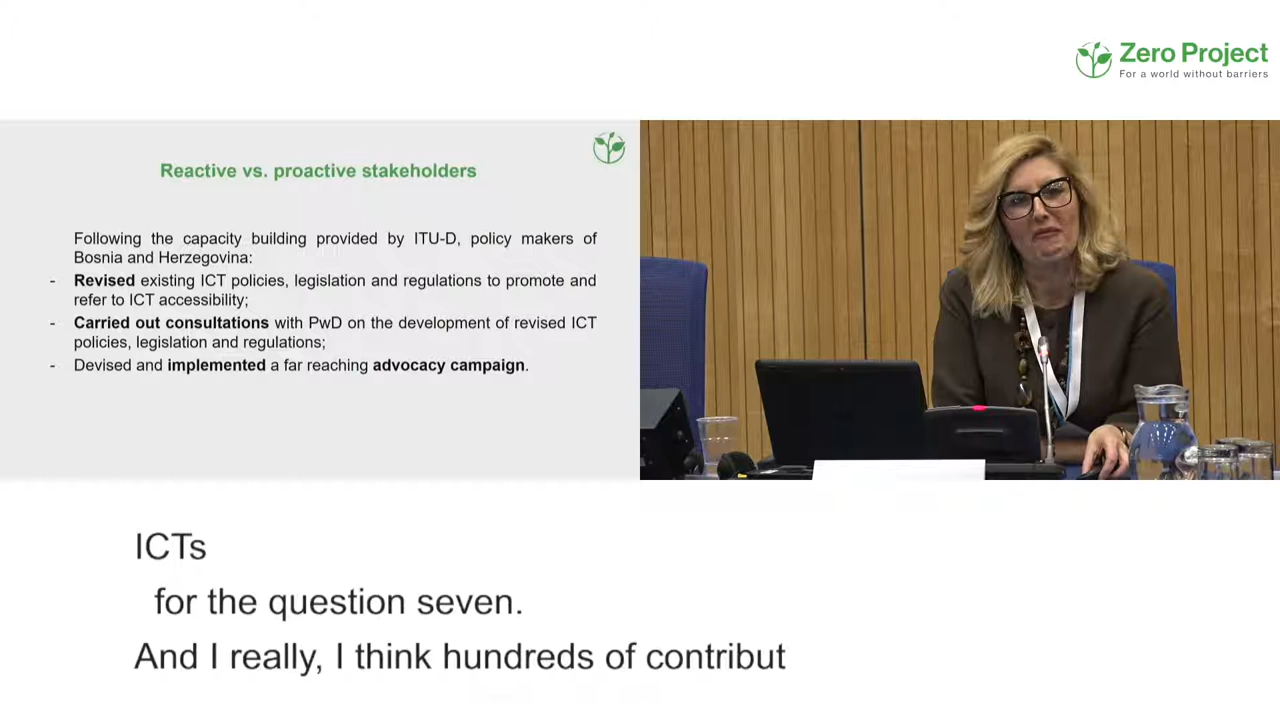 Zero Project
For a world without barriers
Reactive vs. proactive stakeholders
Following the capacity building provided by ITU-D, policy makers of
Bosnia and Herzegovina:
- Revised existing ICT policies, legislation and regulations to promote and
refer to ICT accessibility;
- Carried out consultations with PwD on the development of revised ICT
policies, legislation and regulations;
- Devised and implemented a far reaching advocacy campaign.
ICTs
for the question seven.
And I really, I think hundreds of contribut